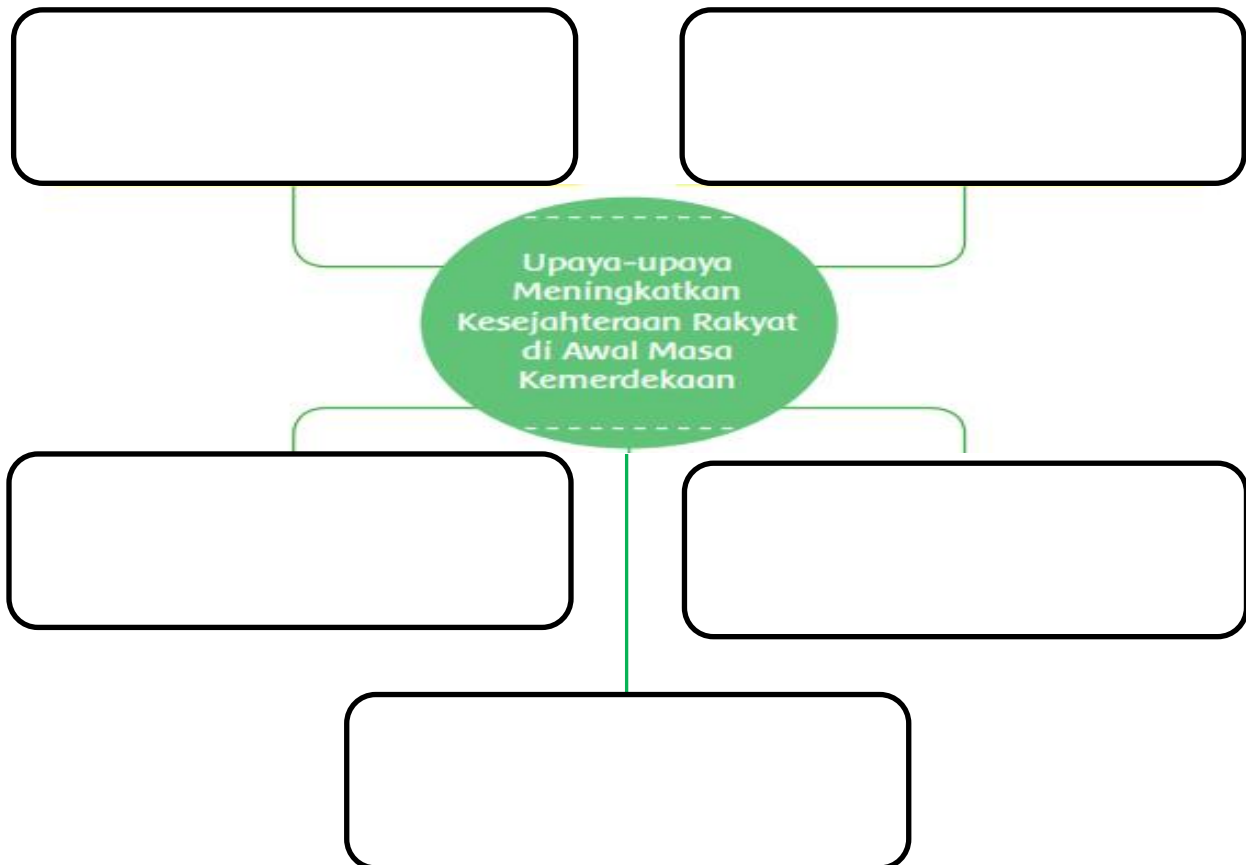 Upaya-upaya
Meningkatkan
Kesejahteraan Rakyat
di Awal Masa
Kemerdekaan